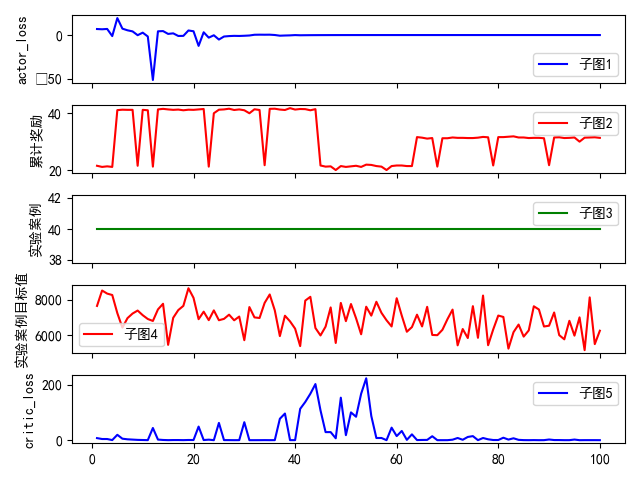 actor_loss
0
□50
子图1
累计奖励
40
20
子图2
实验案例
42
40
38
子图3
实验案例目标值
8000
6000
子图4
critic_loss
200
0
子图5
0 20 40 60 80 100